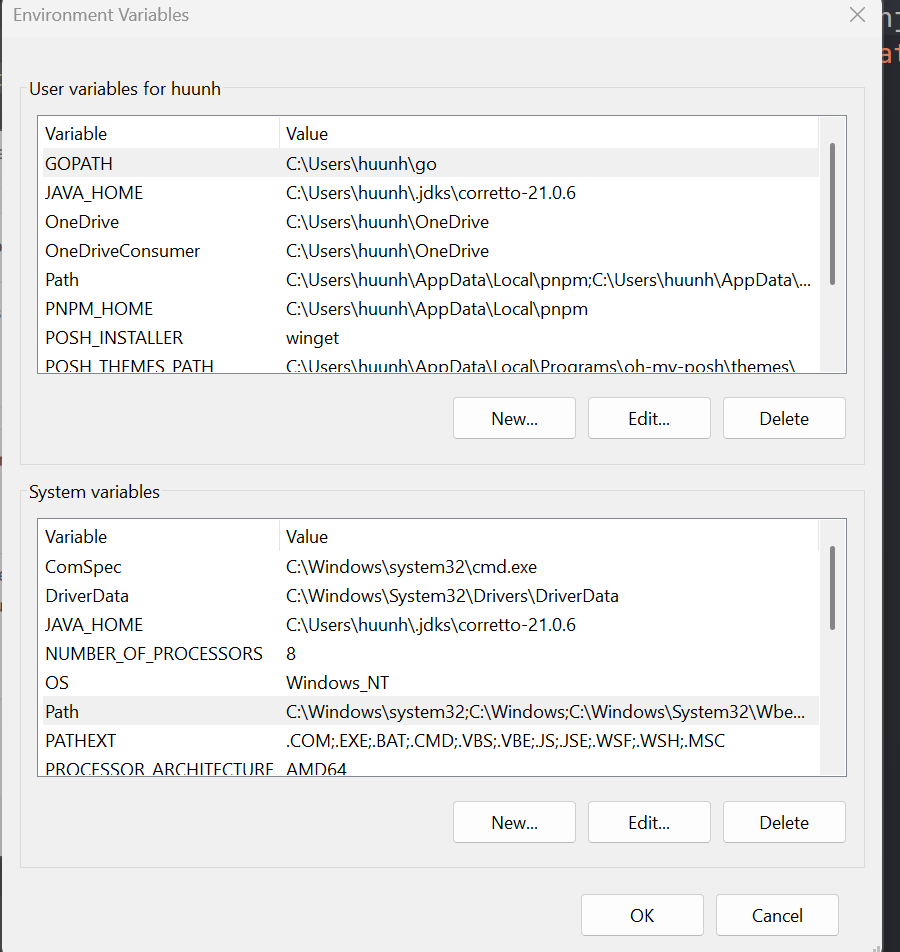 Environment Variables
User variables for huunh
Variable Value
GOPATH C:\Users\huunh\go
JAVA_HOME C:\Users\huunh\.jdks\corretto-21.0.6
OneDrive C:\Users\huunh\OneDrive
OneDriveConsumer C:\Users\huunh\OneDrive
Path C:\Users\huunh\AppData\Local\pnpm;C:\Users\huunh\AppData\...
PNPM_HOME C:\Users\huunh\AppData\Local\pnpm
POSH_INSTALLER winget
POSH_THEMES_PATH C:\Users\huunh\AppData\Local\Programs\oh-my-posh\themes\
New... Edit... Delete
System variables
Variable Value
ComSpec C:\Windows\system32\cmd.exe
DriverData C:\Windows\System32\Drivers\DriverData
JAVA_HOME C:\Users\huunh\.jdks\corretto-21.0.6
NUMBER_OF_PROCESSORS 8
OS Windows_NT
Path C:\Windows\system32;C:\Windows;C:\Windows\System32\Wbe...
PATHEXT .COM;.EXE;.BAT;.CMD;.VBS;.VBE;.JS;.JSE;.WSF;.WSH;.MSC
PROCESSOR_ARCHITECTURE AMD64
New... Edit... Delete
OK Cancel